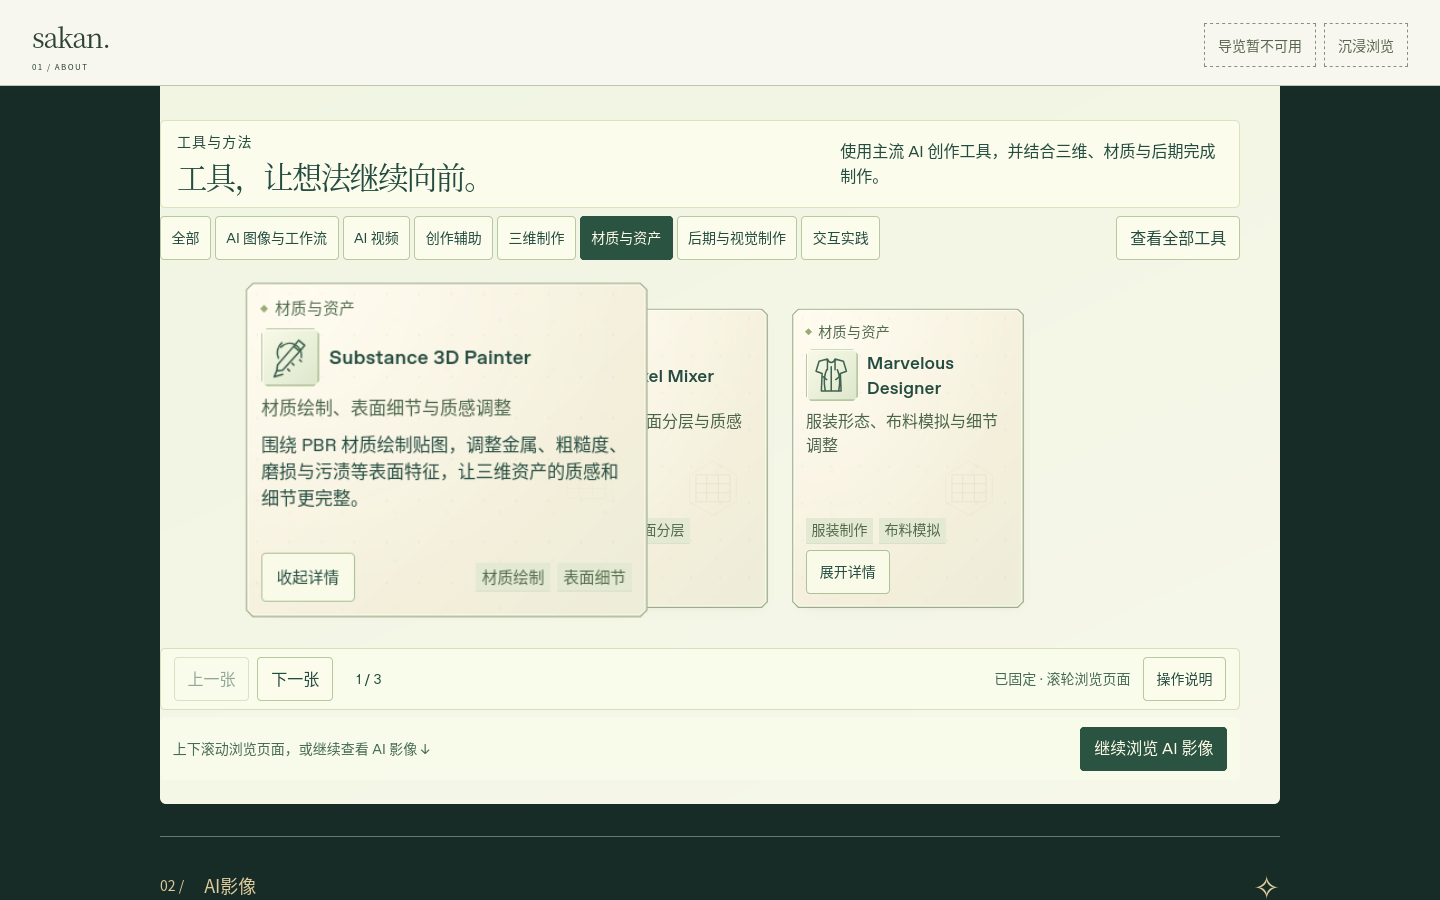 sakan.
01 / ABOUT
导览暂不可用
沉浸浏览
工具与方法
工具，让想法继续向前。
使用主流 AI 创作工具，并结合三维、材质与后期完成
制作。
全部
AI 图像与工作流
AI 视频
创作辅助
三维制作
材质与资产
后期与视觉制作
交互实践
查看全部工具
材质与资产
Substance 3D Painter
材质绘制、表面细节与质感调整
围绕 PBR 材质绘制贴图，调整金属、粗糙度、
磨损与污渍等表面特征，让三维资产的质感和
细节更完整。
收起详情
材质绘制
表面细节
Mixer
面分层与质感
面分层
材质与资产
Marvelous
Designer
服装形态、布料模拟与细节
调整
服装制作
布料模拟
展开详情
上一张
下一张
1 / 3
已固定 · 滚轮浏览页面
操作说明
上下滚动浏览页面，或继续查看 AI 影像↓
继续浏览 AI 影像
02 /
AI影像